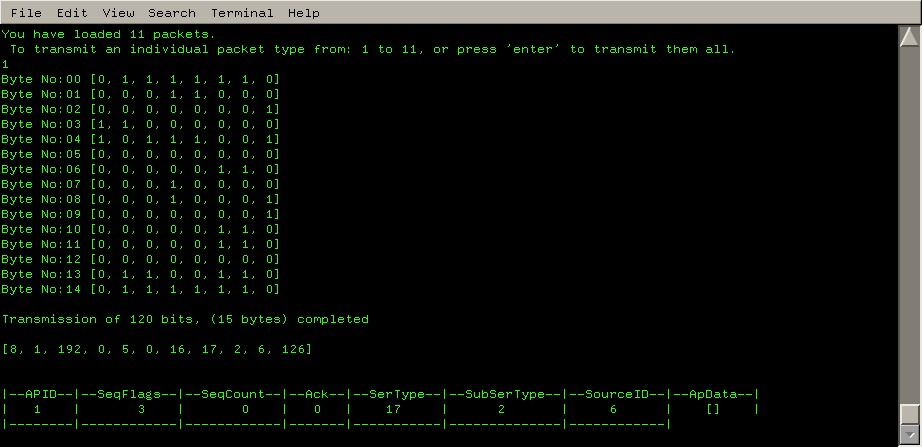 File Edit View Search Terminal Help
You have loaded 11 packets.
To transmit an individual packet type from: 1 to 11, or press 'enter' to transmit them all.
1
Byte No:00 [0, 1, 1, 1, 1, 1, 1, 0]
Byte No:01 [0, 0, 0, 1, 1, 0, 0, 0]
Byte No:02 [0, 0, 0, 0, 0, 0, 0, 1]
Byte No:03 [1, 1, 0, 0, 0, 0, 0, 0]
Byte No:04 [1, 0, 1, 1, 1, 0, 0, 1]
Byte No:05 [0, 0, 0, 0, 0, 0, 0, 0]
Byte No:06 [0, 0, 0, 0, 0, 1, 1, 0]
Byte No:07 [0, 0, 0, 1, 0, 0, 0, 0]
Byte No:08 [0, 0, 0, 1, 0, 0, 0, 1]
Byte No:09 [0, 0, 0, 0, 0, 0, 0, 1]
Byte No:10 [0, 0, 0, 0, 0, 1, 1, 0]
Byte No:11 [0, 0, 0, 0, 0, 1, 1, 0]
Byte No:12 [0, 0, 0, 0, 0, 0, 0, 0]
Byte No:13 [0, 1, 1, 0, 0, 1, 1, 0]
Byte No:14 [0, 1, 1, 1, 1, 1, 1, 0]
Transmission of 120 bits, (15 bytes) completed
[8, 1, 192, 0, 5, 0, 16, 17, 2, 6, 126]
|--APID--|--SeqFlags--|--SeqCount--|--Ack--|--SerType--|--SubSerType--|--SourceID--|--ApData--|
| 1 | 3 | 0 | 0 | 17 | 2 | 6 | [] |
|--------|------------|------------|-------|-----------|--------------|------------|